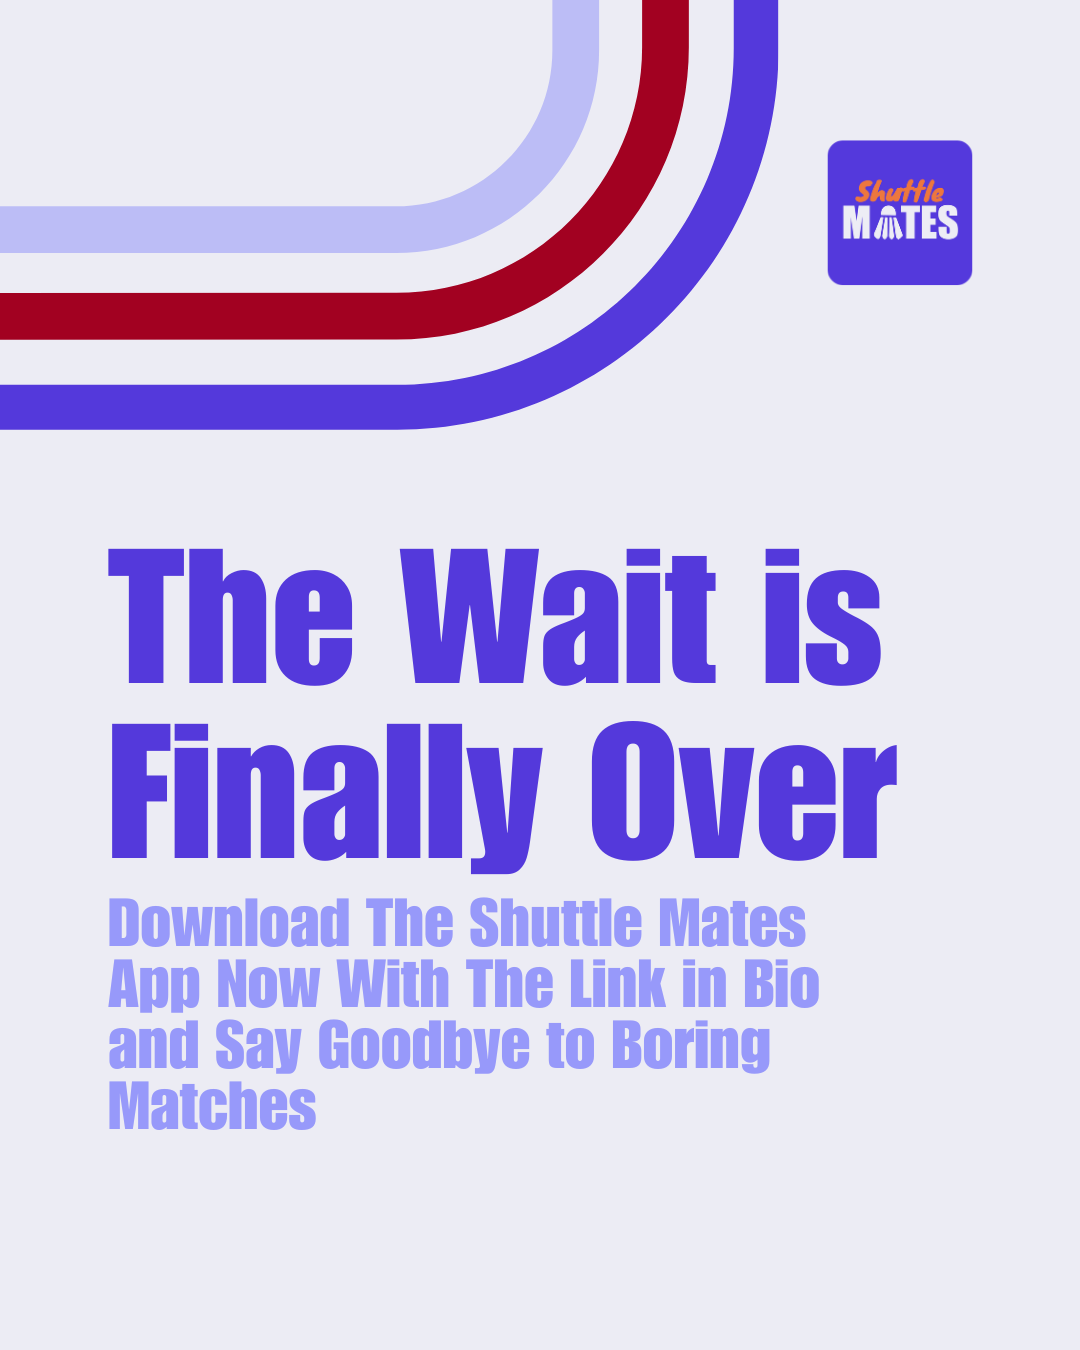 Shuttle
MATES
The Wait is
Finally Over
Download The Shuttle Mates
App Now With The Link in Bio
and Say Goodbye to Boring
Matches